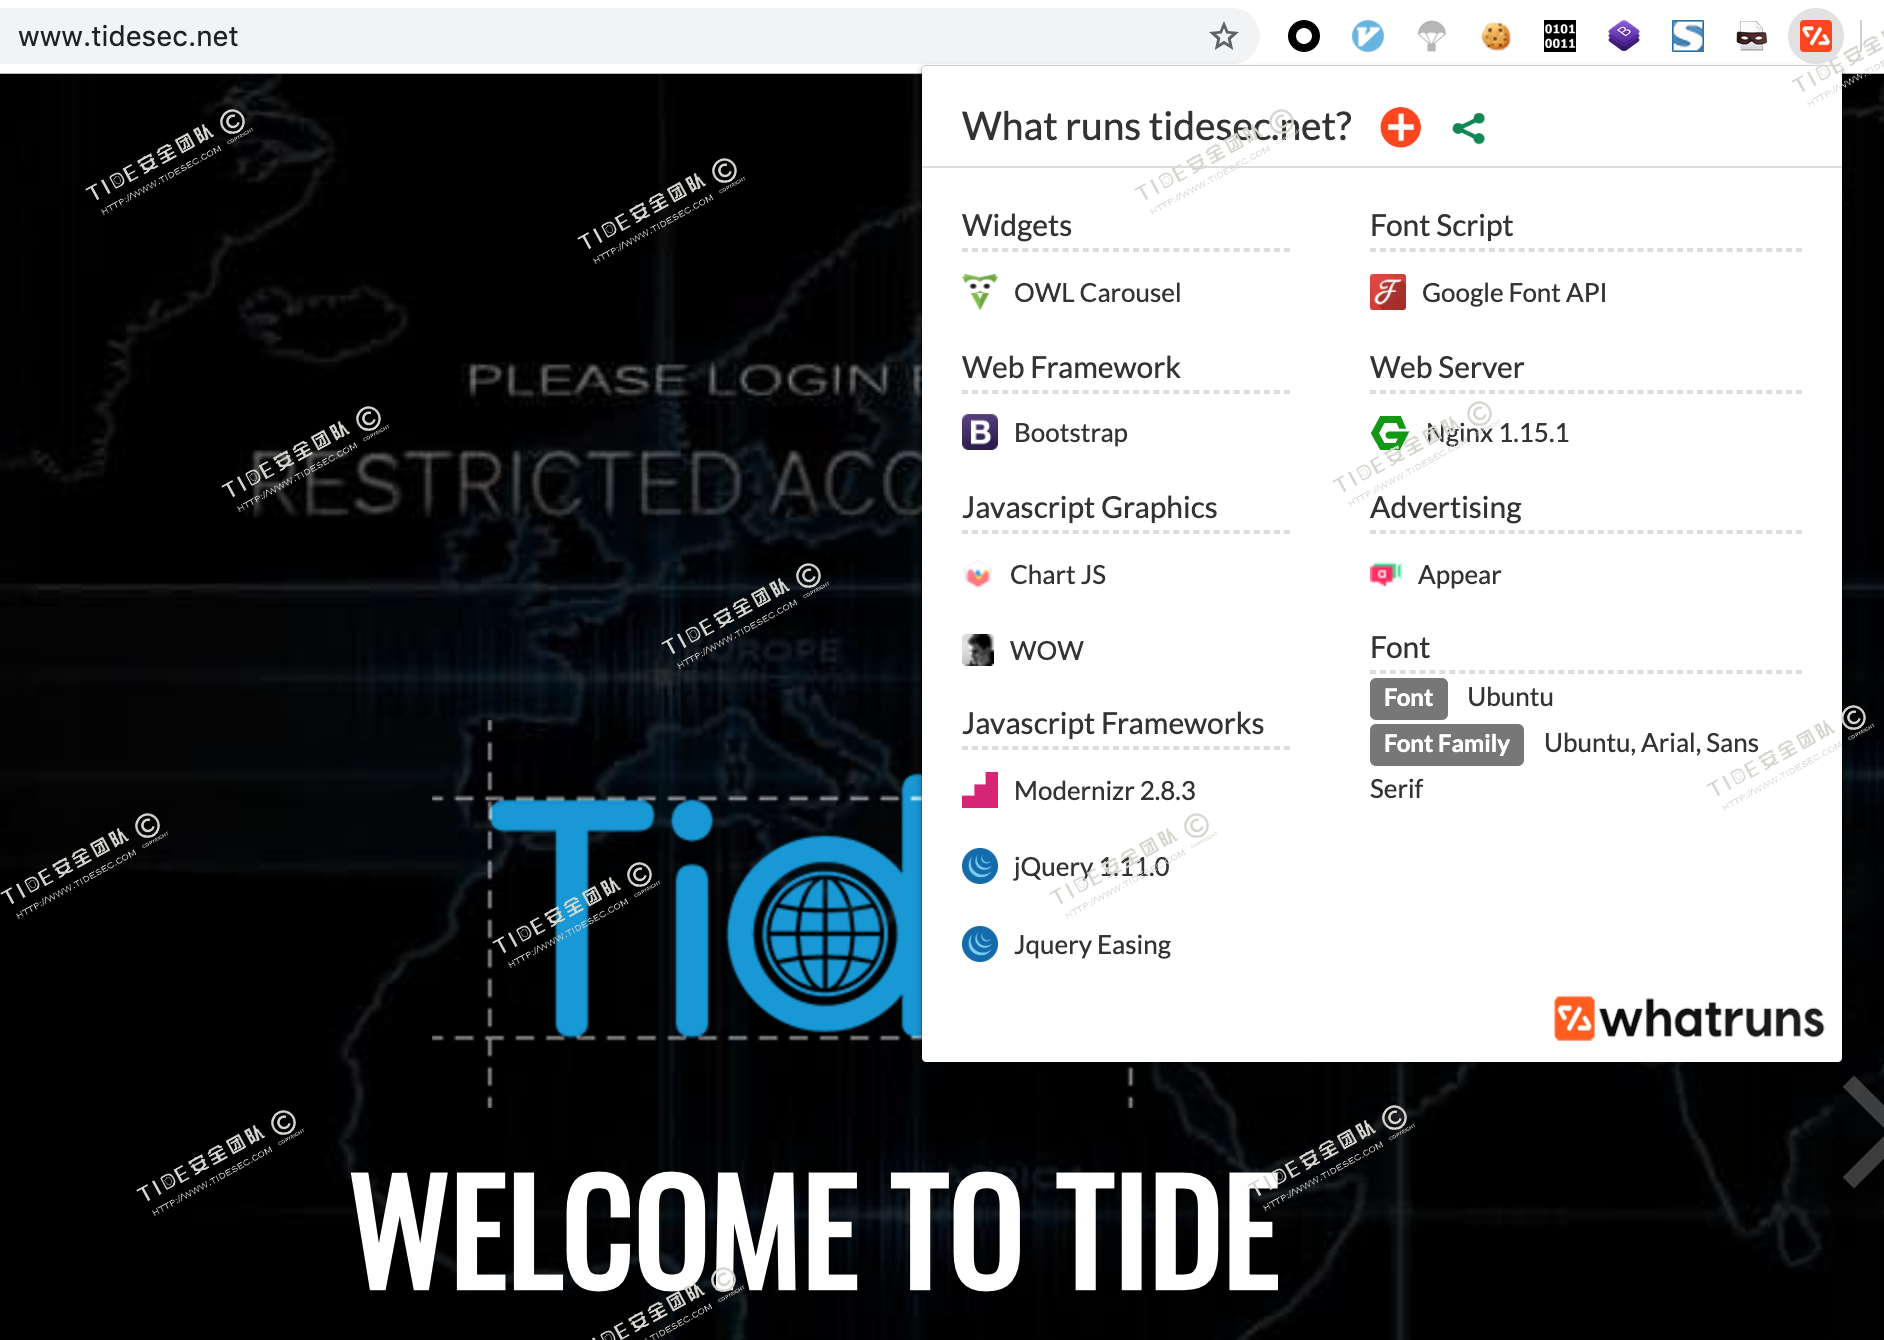 www.tidesec.net
What runs tidesec.net?
Widgets
OWL Carousel
Web Framework
Bootstrap
Javascript Graphics
Chart JS
WOW
Javascript Frameworks
Modernizr 2.8.3
jQuery 1.11.0
Jquery Easing
Font Script
Google Font API
Web Server
Nginx 1.15.1
Advertising
Appear
Font
Font Ubuntu
Font Family Ubuntu, Arial, Sans
Serif
whatruns
0101
0011
PLEASE LOGIN
RESTRICTED ACC
Tid
WELCOME TO TIDE
TIDE安全团队 ©
COPYRIGHT
HTTP://WWW.TIDESEC.COM